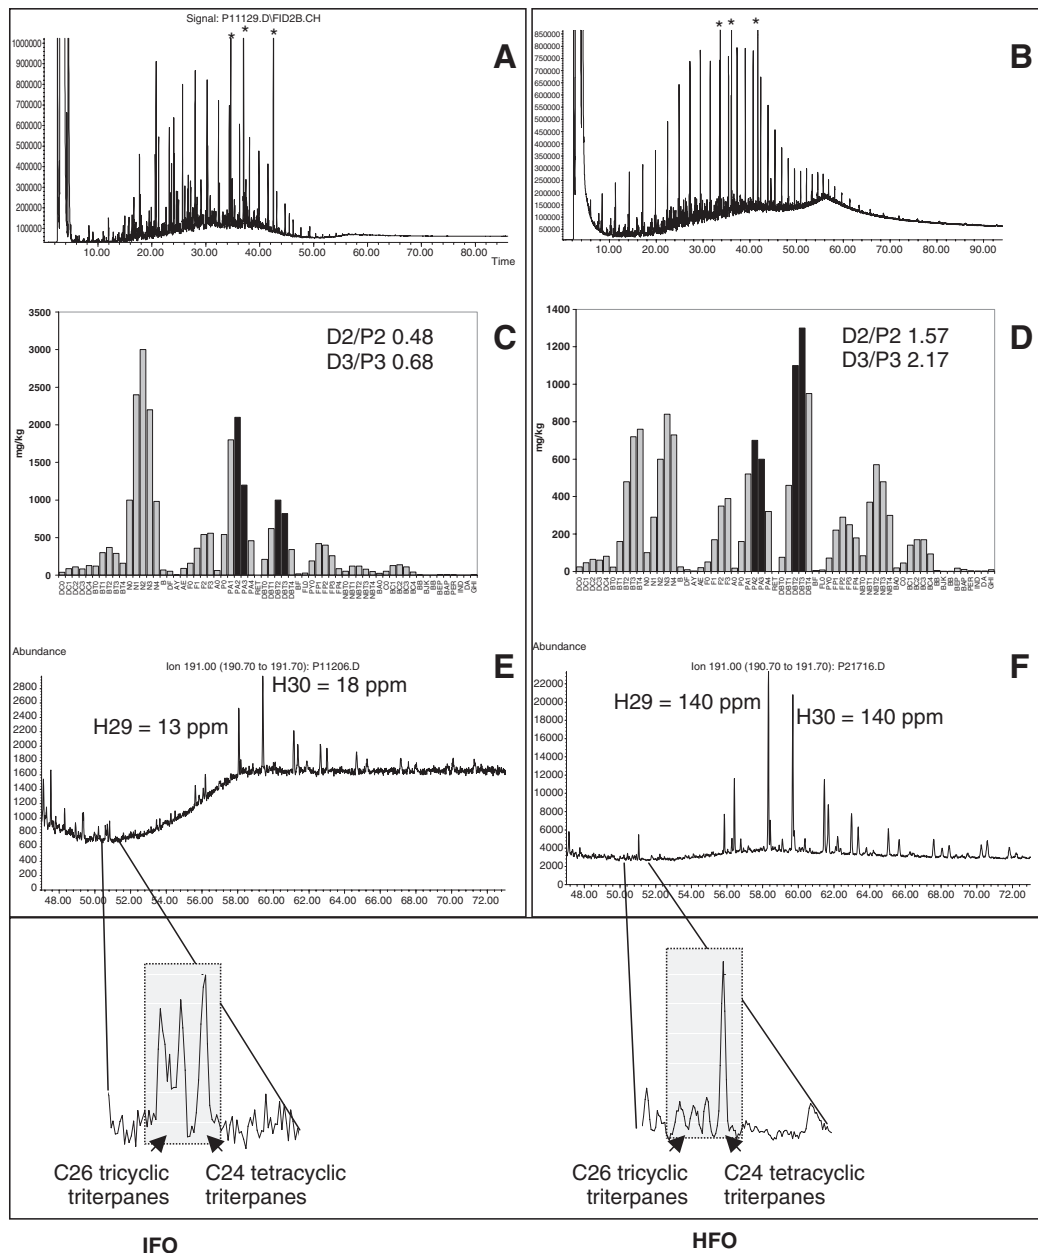 Signal: P11129.D\FID2B.CH
* * *
A
1000000
900000
800000
700000
600000
500000
400000
300000
200000
100000
10.00 20.00 30.00 40.00 50.00 60.00 70.00 80.00
Time
* * *
B
850000
800000
750000
700000
650000
600000
550000
500000
450000
400000
350000
300000
250000
200000
150000
100000
50000
10.00 20.00 30.00 40.00 50.00 60.00 70.00 80.00 90.00
C
D2/P2 0.48
D3/P3 0.68
mg/kg
3500
3000
2500
2000
1500
1000
500
0
D
D2/P2 1.57
D3/P3 2.17
mg/kg
1400
1200
1000
800
600
400
200
0
Abundance
E
Ion 191.00 (190.70 to 191.70): P11206.D
H30 = 18 ppm
H29 = 13 ppm
2800
2600
2400
2200
2000
1800
1600
1400
1200
1000
800
600
400
200
0
48.00 50.00 52.00 54.00 56.00 58.00 60.00 62.00 64.00 66.00 68.00 70.00 72.00
Abundance
F
Ion 191.00 (190.70 to 191.70): P21716.D
H29 = 140 ppm
H30 = 140 ppm
22000
20000
18000
16000
14000
12000
10000
8000
6000
4000
2000
0
48.00 50.00 52.00 54.00 56.00 58.00 60.00 62.00 64.00 66.00 68.00 70.00 72.00
C26 tricyclic
triterpanes
C24 tetracyclic
triterpanes
C26 tricyclic
triterpanes
C24 tetracyclic
triterpanes
IFO
HFO